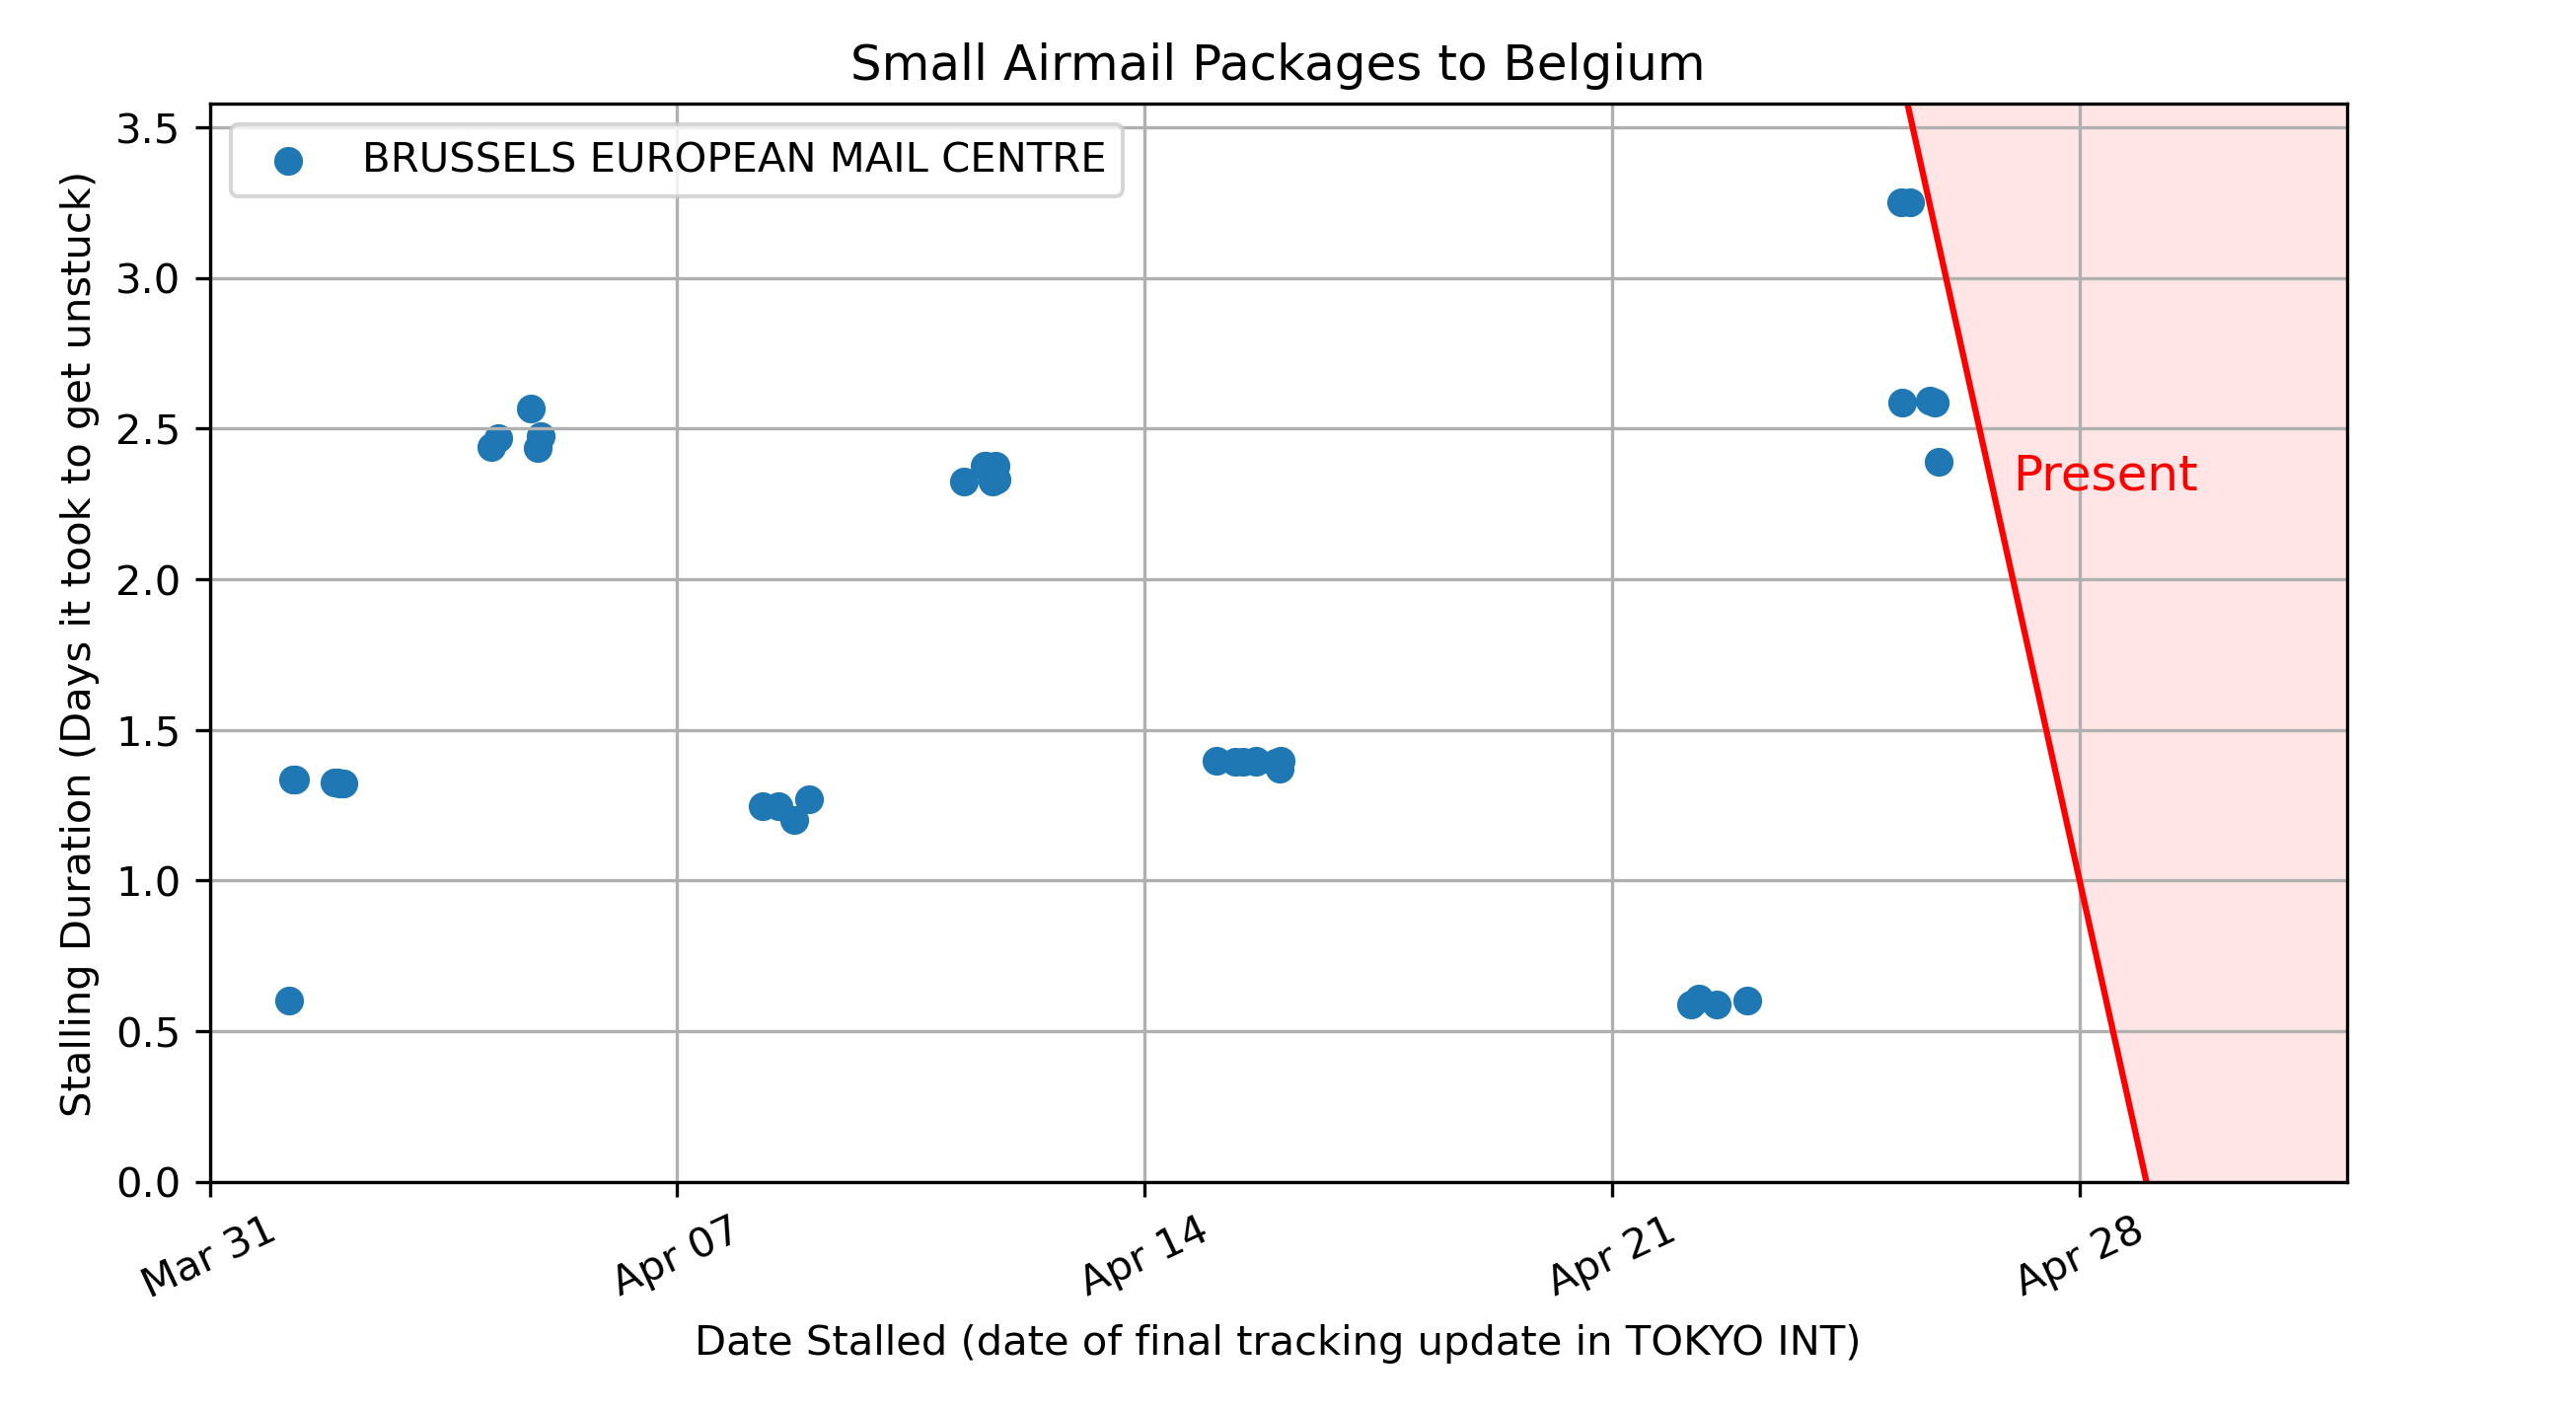 Small Airmail Packages to Belgium
BRUSSELS EUROPEAN MAIL CENTRE
Stalling Duration (Days it took to get unstuck)
3.5
3.0
2.5
2.0
1.5
1.0
0.5
0.0
Present
Mar 31
Apr 07
Apr 14
Apr 21
Apr 28
Date Stalled (date of final tracking update in TOKYO INT)